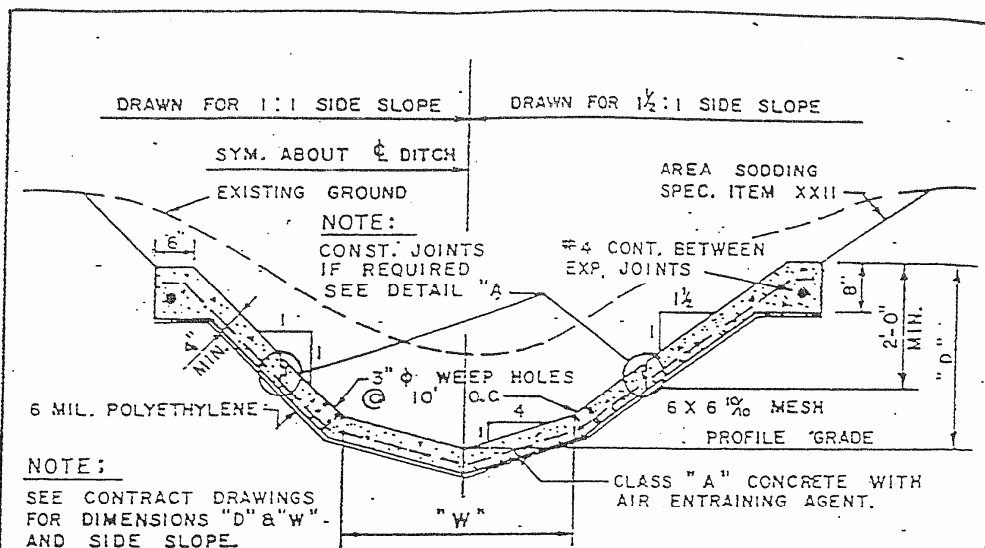 DRAWN FOR 1:1 SIDE SLOPE
DRAWN FOR 1½:1 SIDE SLOPE
SYM. ABOUT ℄ DITCH
EXISTING GROUND
AREA SODDING
SPEC. ITEM XXII
NOTE:
CONST. JOINTS
IF REQUIRED
SEE DETAIL "A
#4 CONT. BETWEEN
EXP. JOINTS
6"
1½
1
8"
2'-0"
MIN.
"D"
1
1
MIN.
3" ϕ WEEP HOLES
@ 10' O.C.
4
1
6 MIL. POLYETHYLENE
6 X 6 10/10 MESH
PROFILE GRADE
NOTE:
SEE CONTRACT DRAWINGS
FOR DIMENSIONS "D" & "W"
AND SIDE SLOPE.
"W"
CLASS "A" CONCRETE WITH
AIR ENTRAINING AGENT.